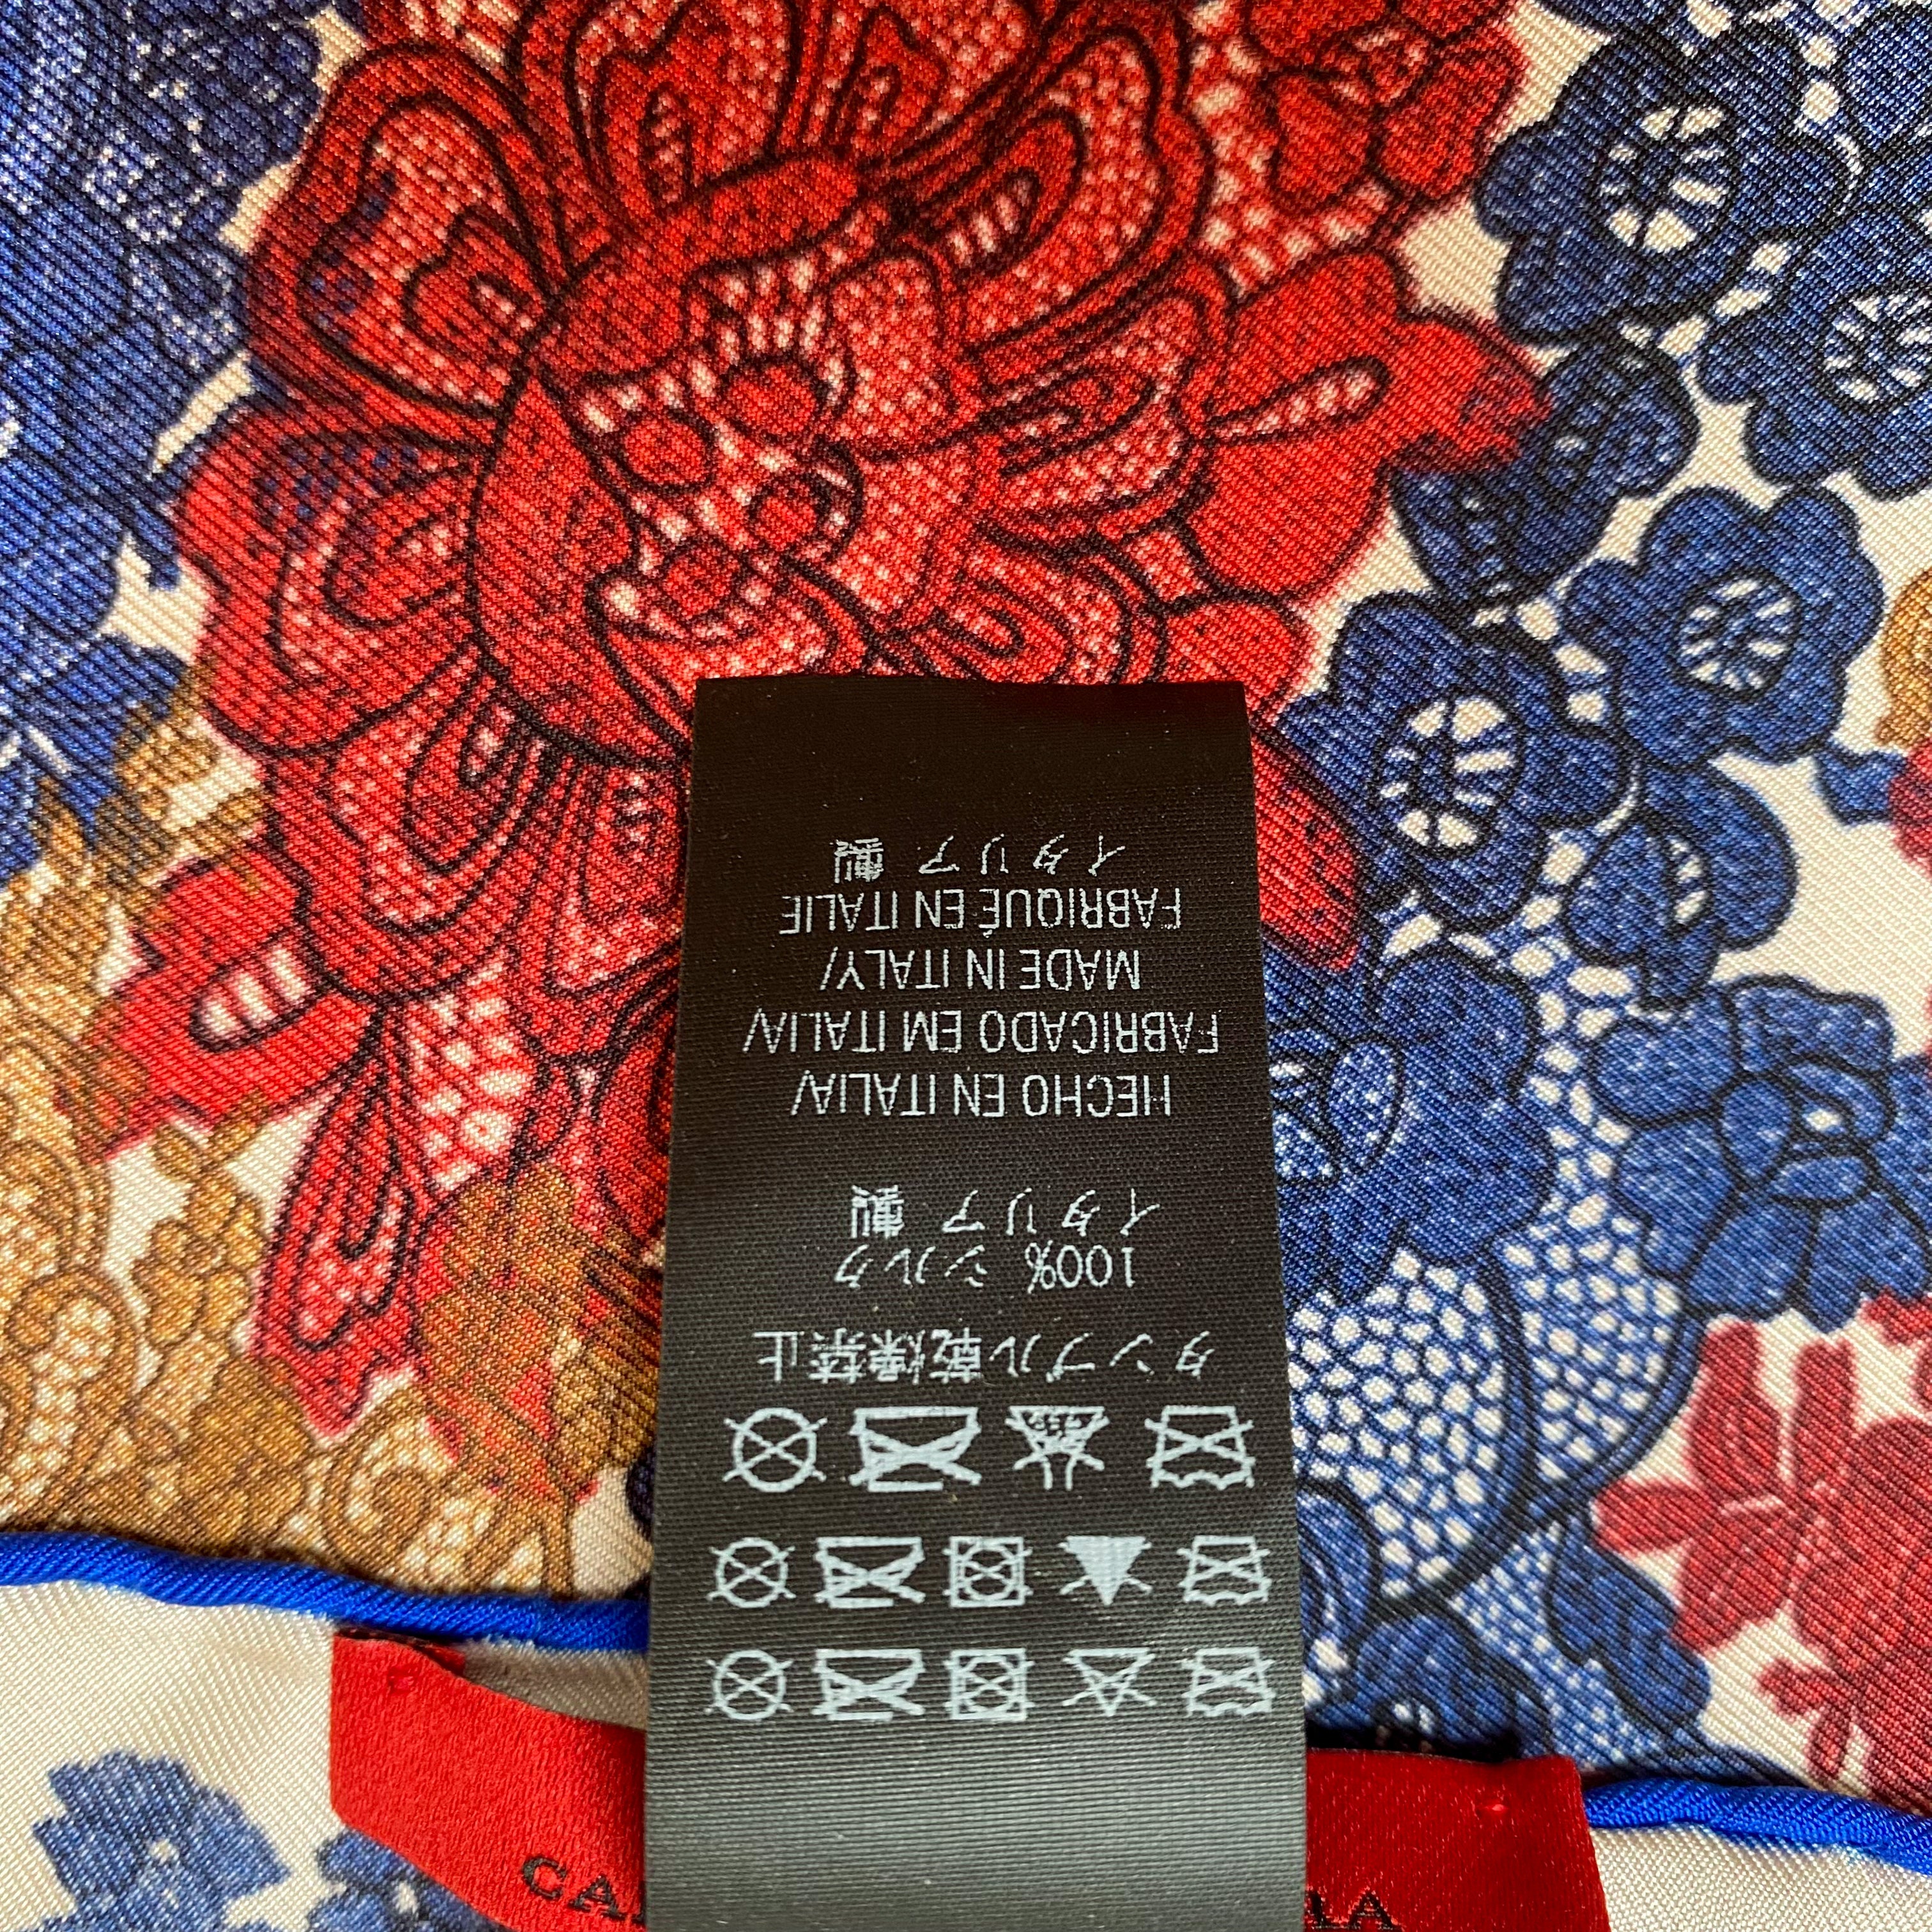 タンブル乾燥禁止
100% シルク
イタリア製
HECHO EN ITALIA/
FABRICADO EM ITALIA/
MADE IN ITALY/
FABRIQUÉ EN ITALIE
イタリア製